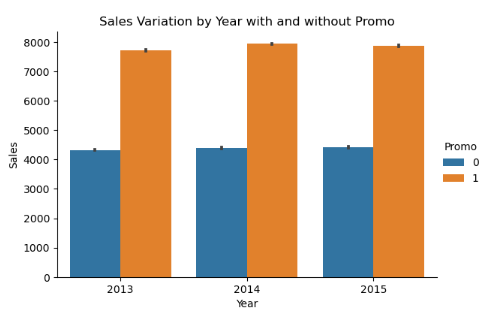 Sales Variation by Year with and without Promo
8000
7000
6000
5000
4000
3000
2000
1000
0
Sales
2013 2014 2015
Year
Promo
0
1